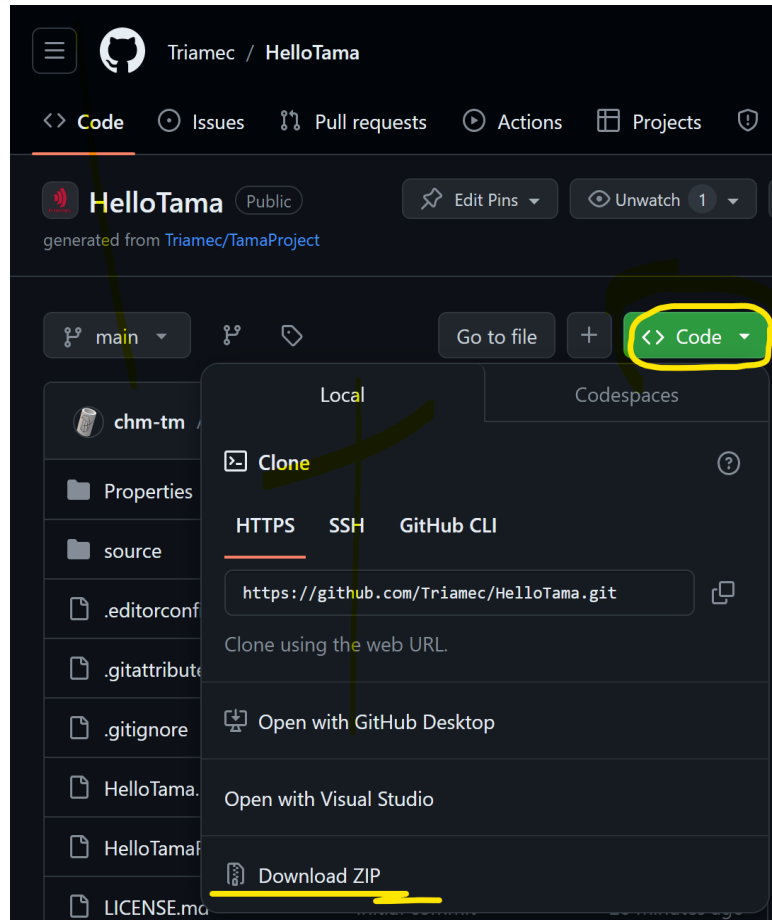 Triamec / HelloTama
<> Code Issues Pull requests Actions Projects
HelloTama Public Edit Pins Unwatch 1
generated from Triamec/TamaProject
main Go to file + <> Code
Local Codespaces
chm-tm
Clone
Properties
HTTPS SSH GitHub CLI
source
https://github.com/Triamec/HelloTama.git
.editorconf
Clone using the web URL.
.gitattribute
Open with GitHub Desktop
.gitignore
HelloTama.
Open with Visual Studio
HelloTama
Download ZIP
LICENSE.md